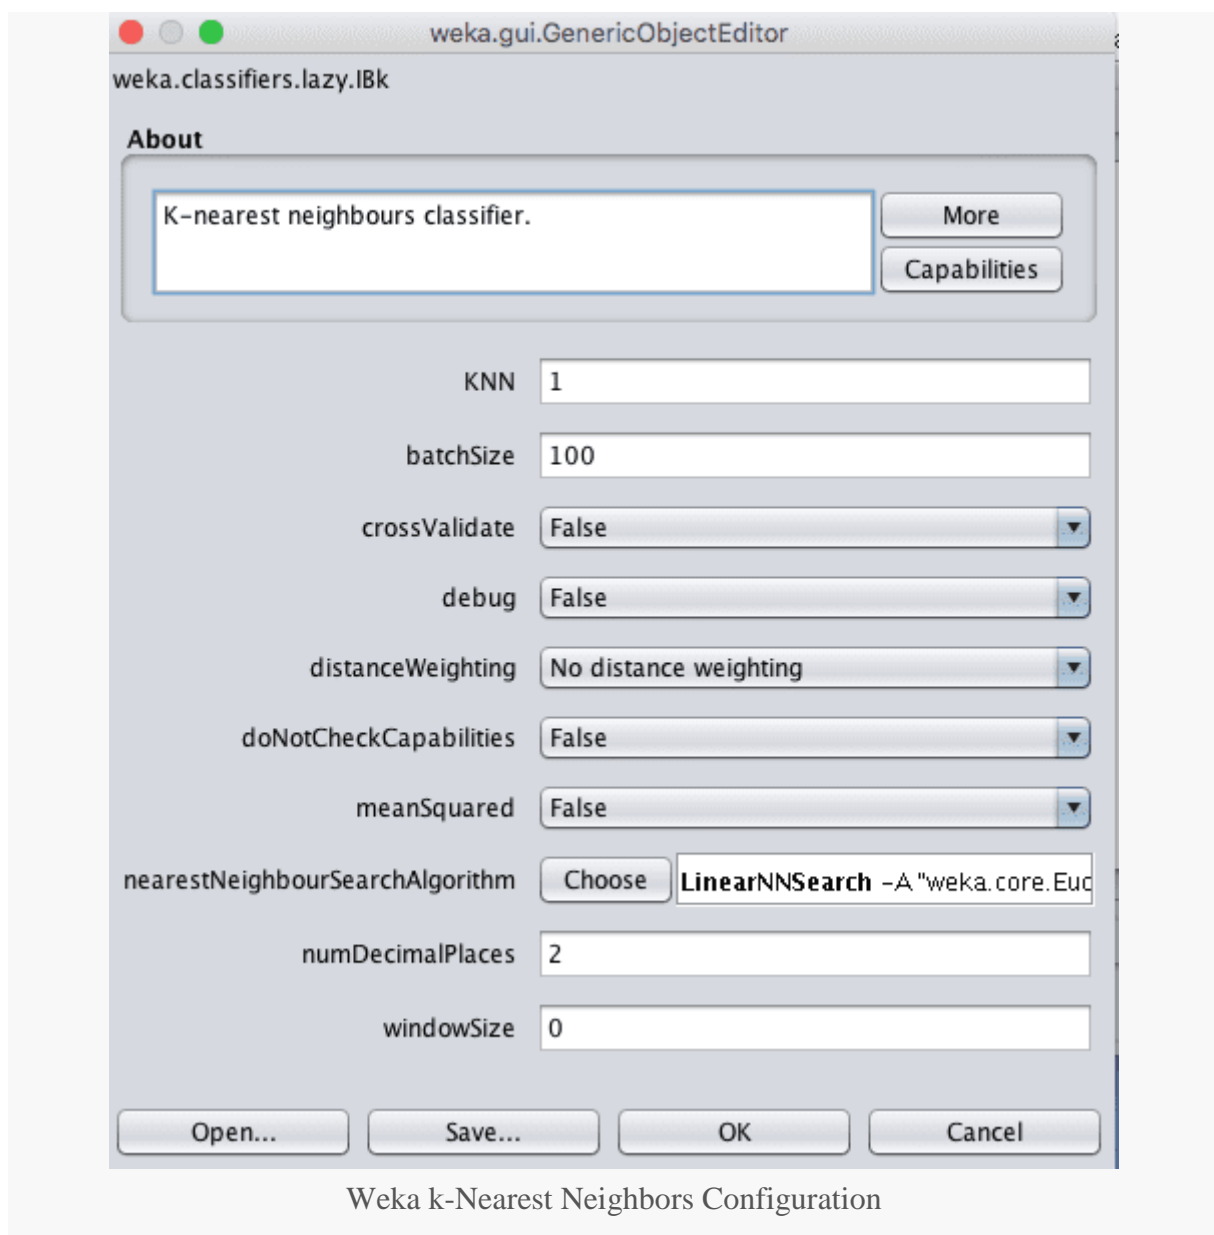 weka.gui.GenericObjectEditor
weka.classifiers.lazy.IBk
About
K-nearest neighbours classifier.
More
Capabilities
KNN 1
batchSize 100
crossValidate False
debug False
distanceWeighting No distance weighting
doNotCheckCapabilities False
meanSquared False
nearestNeighbourSearchAlgorithm Choose LinearNNSearch -A "weka.core.Euc
numDecimalPlaces 2
windowSize 0
Open... Save... OK Cancel
Weka k-Nearest Neighbors Configuration